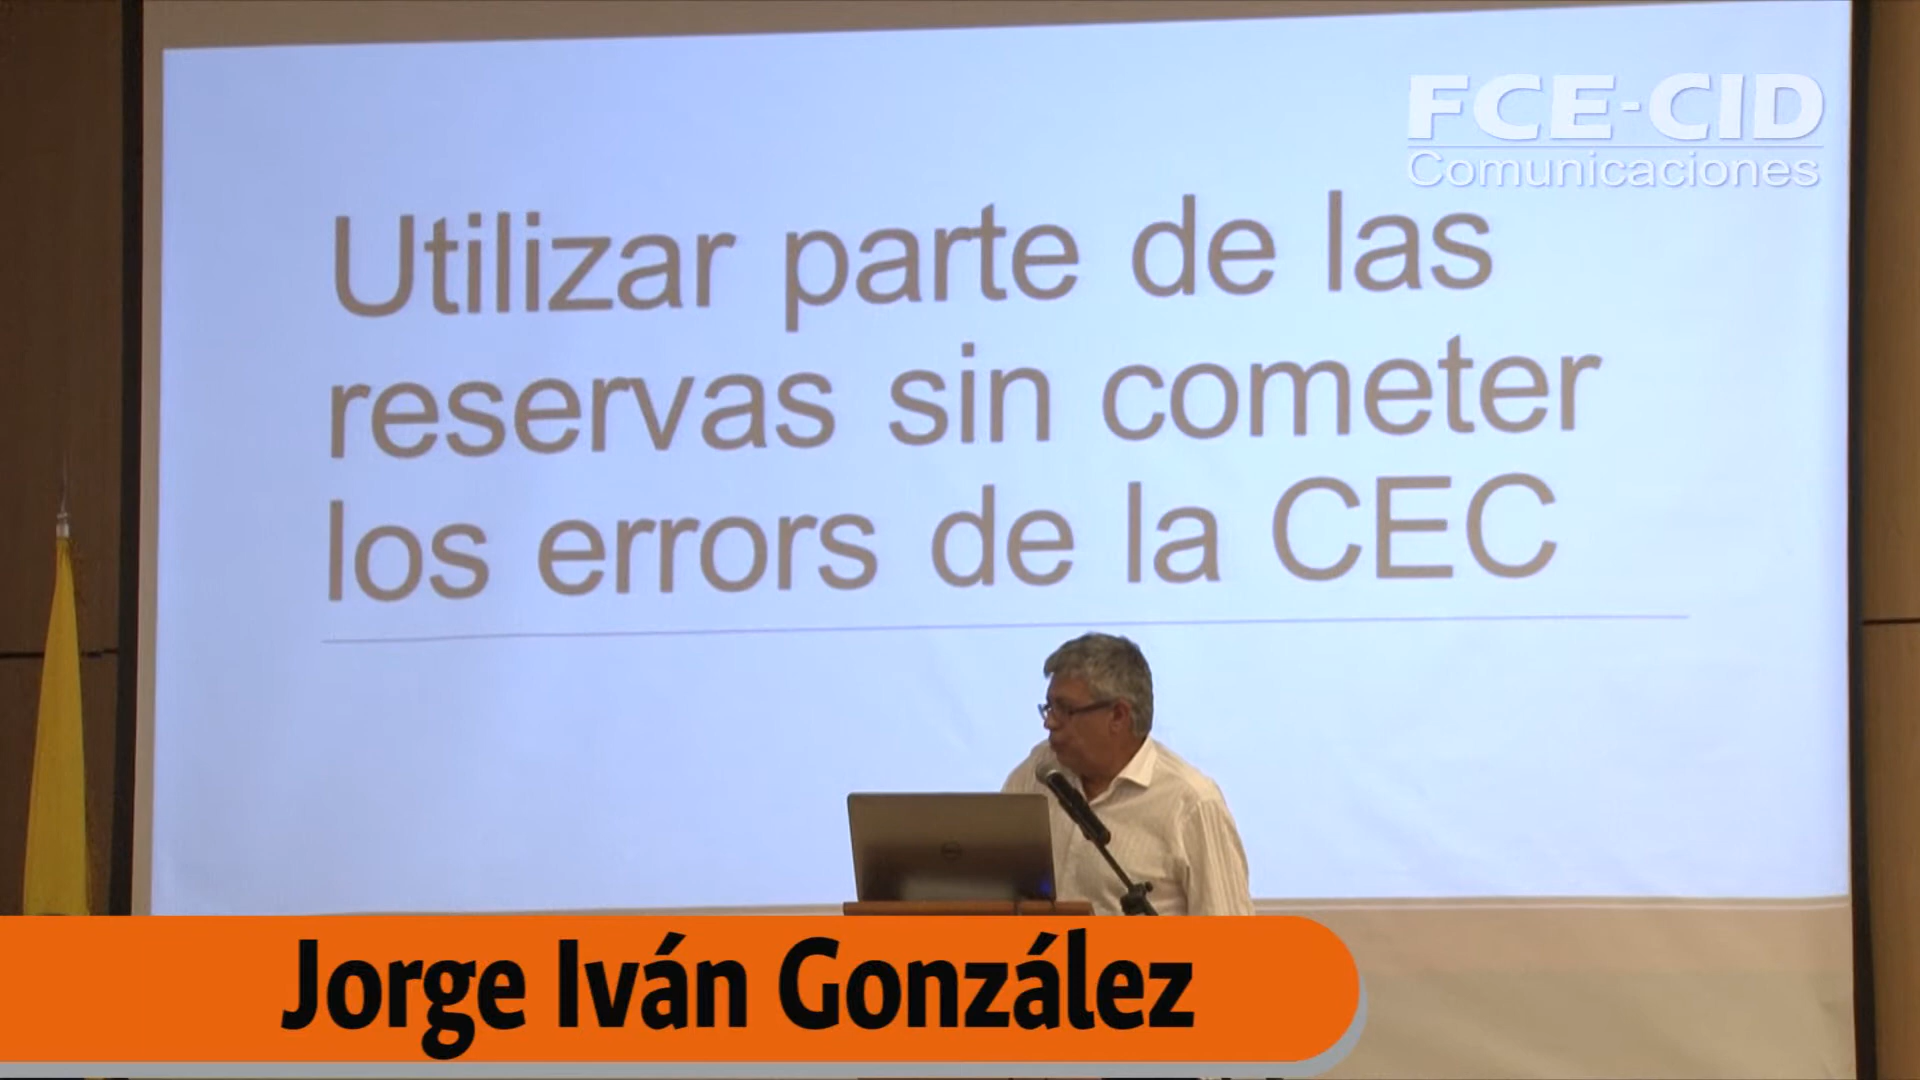 FCE-CID
Comunicaciones
Utilizar parte de las
reservas sin cometer
los errors de la CEC
Jorge Iván González